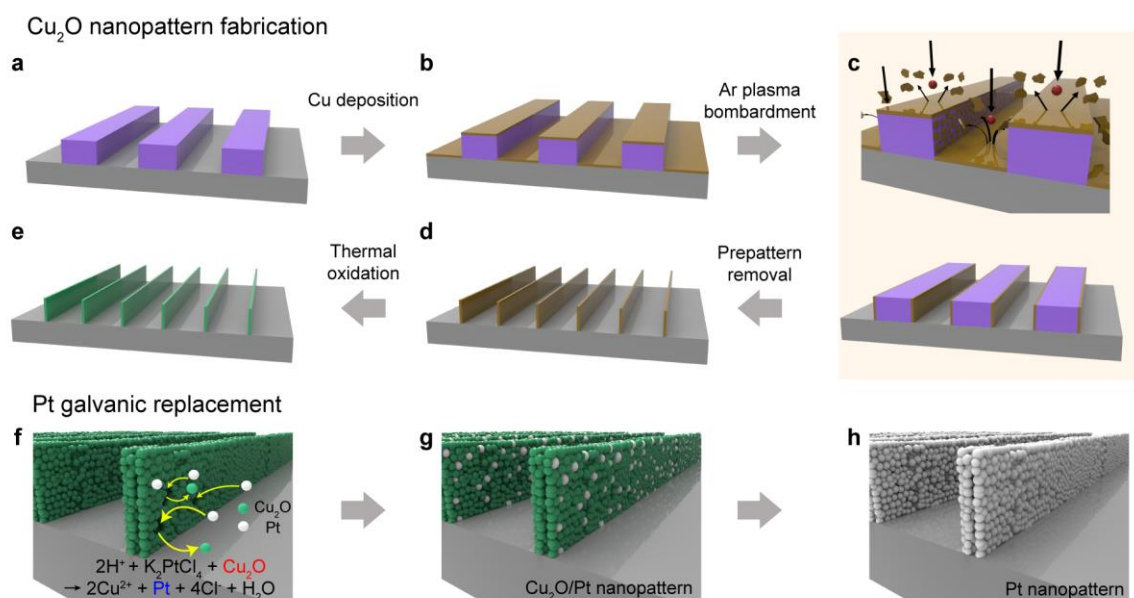 Cu₂O nanopattern fabrication
a
Cu deposition
b
Ar plasma
bombardment
c
e
Thermal
oxidation
d
Prepattern
removal
Pt galvanic replacement
f
Cu₂O
Pt
2H⁺ + K₂PtCl₄ + Cu₂O
→ 2Cu²⁺ + Pt + 4Cl⁻ + H₂O
g
Cu₂O/Pt nanopattern
h
Pt nanopattern